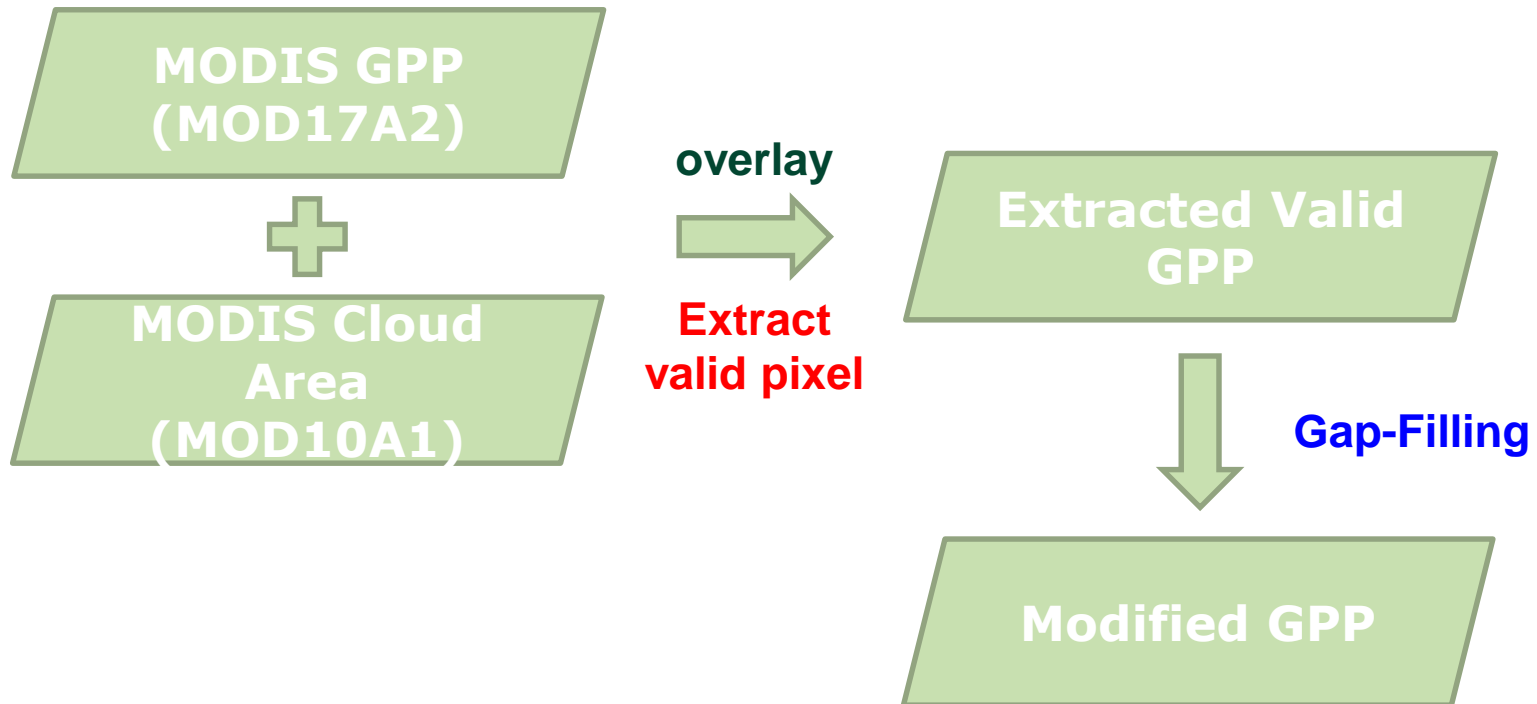 MODIS GPP
(MOD17A2)
MODIS Cloud
Area
(MOD10A1)
overlay
Extract
valid pixel
Extracted Valid
GPP
Gap-Filling
Modified GPP